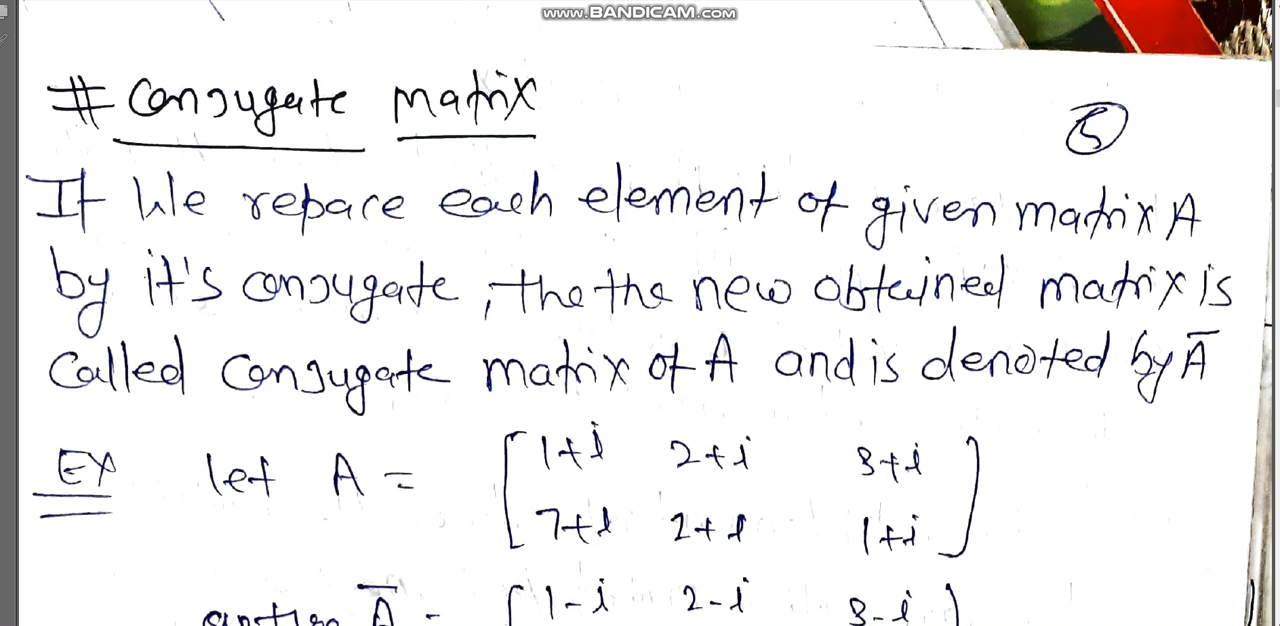 www.BANDICAM.com
# Conjugate matrix
5
If We repace each element of given matrix A
by it's conjugate, the the new obtained matrix is
Called Conjugate matrix of A and is denoted by Ā
EX let A = [ 1+i 2+i 3+i
7+i 2+i 1+i ]
Ā = [ 1-i 2-i 3-i ]